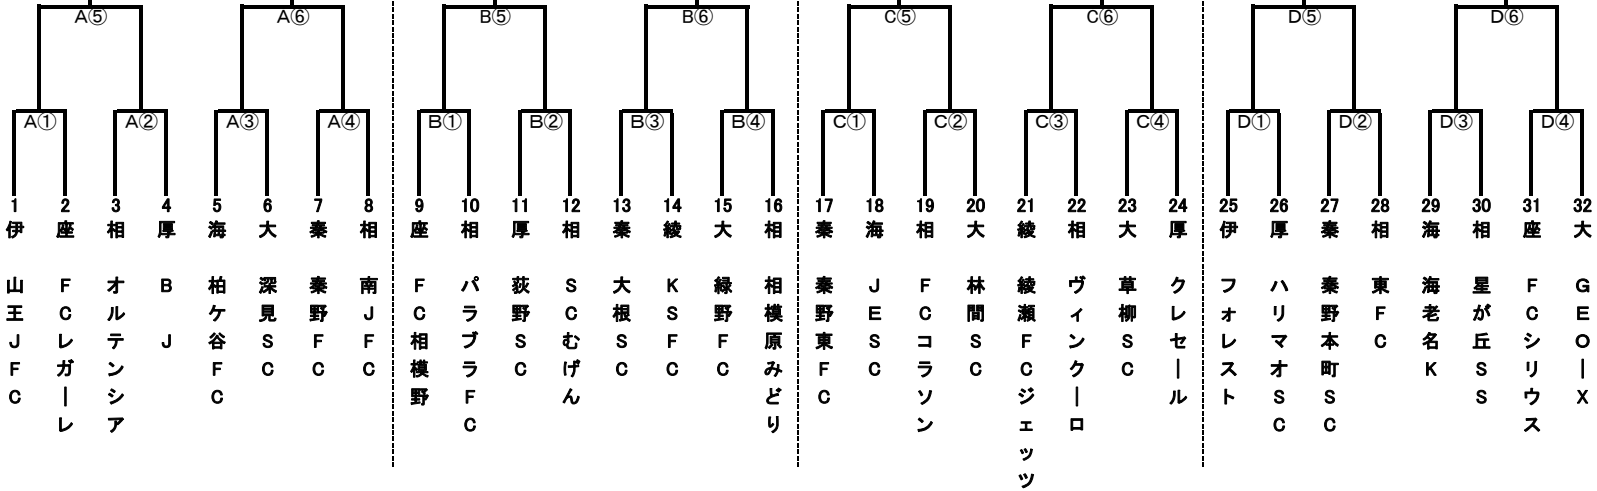 A⑤ A⑥ B⑤ B⑥ C⑤ C⑥ D⑤ D⑥
A① A② A③ A④ B① B② B③ B④ C① C② C③ C④ D① D② D③ D④
1 伊 山王JFC
2 座 FCレガーレ
3 相 オルテンシア
4 厚 BJ
5 海 柏ケ谷FC
6 大 深見SC
7 秦 秦野FC
8 相 南JFC
9 座 FC相模野
10 相 パラブラFC
11 厚 荻野SC
12 相 SCむげん
13 秦 大根SC
14 綾 KSFC
15 大 緑野FC
16 相 相模原みどり
17 秦 秦野東FC
18 海 JESC
19 相 FCコラソン
20 大 林間SC
21 綾 綾瀬FCジェッツ
22 相 ヴィンクーロ
23 大 草柳SC
24 厚 クレセール
25 伊 フォレスト
26 厚 ハリマオSC
27 秦 秦野本町SC
28 相 東FC
29 海 海老名K
30 相 星が丘SS
31 座 FCシリウス
32 大 GEO－X